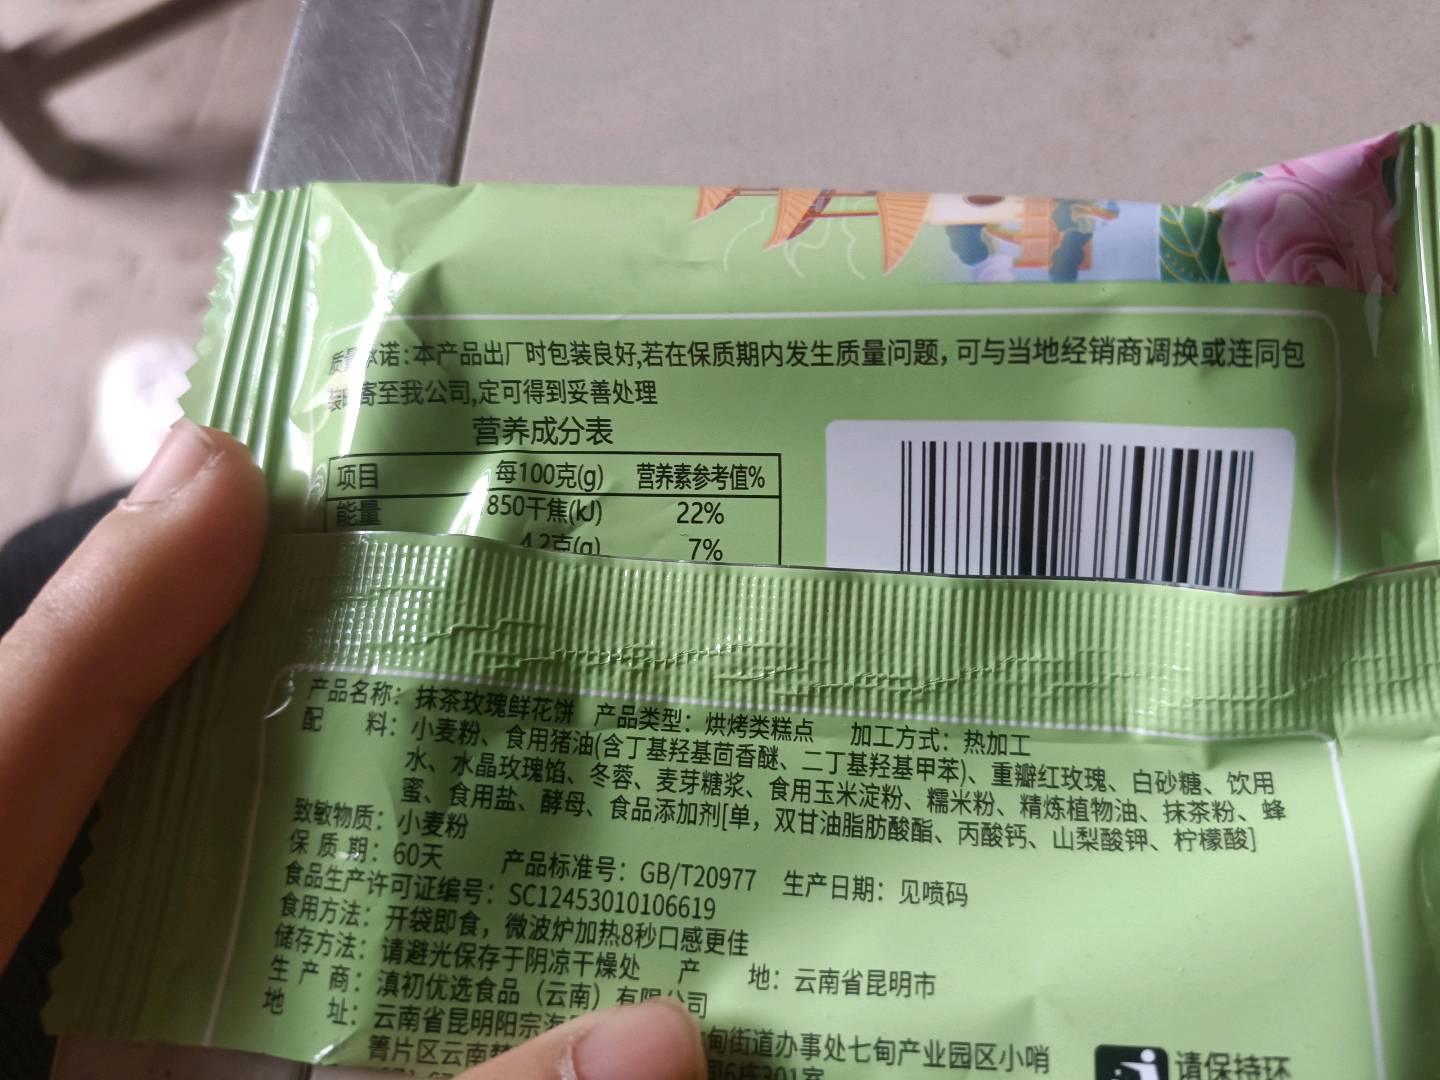 质量承诺:本产品出厂时包装良好,若在保质期内发生质量问题,可与当地经销商调换或连同包
寄至我公司,定可得到妥善处理
营养成分表
项目 每100克(g) 营养素参考值%
能量 850千焦(kJ) 22%
4.2克(g) 7%
产品名称：抹茶玫瑰鲜花饼 产品类型：烘烤类糕点 加工方式：热加工
配 料：小麦粉、食用猪油(含丁基羟基茴香醚、二丁基羟基甲苯)、重瓣红玫瑰、白砂糖、饮用
水、水晶玫瑰馅、冬蓉、麦芽糖浆、食用玉米淀粉、糯米粉、精炼植物油、抹茶粉、蜂
蜜、食用盐、酵母、食品添加剂[单，双甘油脂肪酸酯、丙酸钙、山梨酸钾、柠檬酸]
致敏物质：小麦粉
保 质 期：60天 产品标准号：GB/T20977 生产日期：见喷码
食品生产许可证编号：SC12453010106619
食用方法：开袋即食，微波炉加热8秒口感更佳
储存方法：请避光保存于阴凉干燥处 产 地：云南省昆明市
生 产 商：滇初优选食品（云南）有限公司
地 址：云南省昆明阳宗海 甸街道办事处七甸产业园区小哨
箐片区云南 6栋301室
请保持环